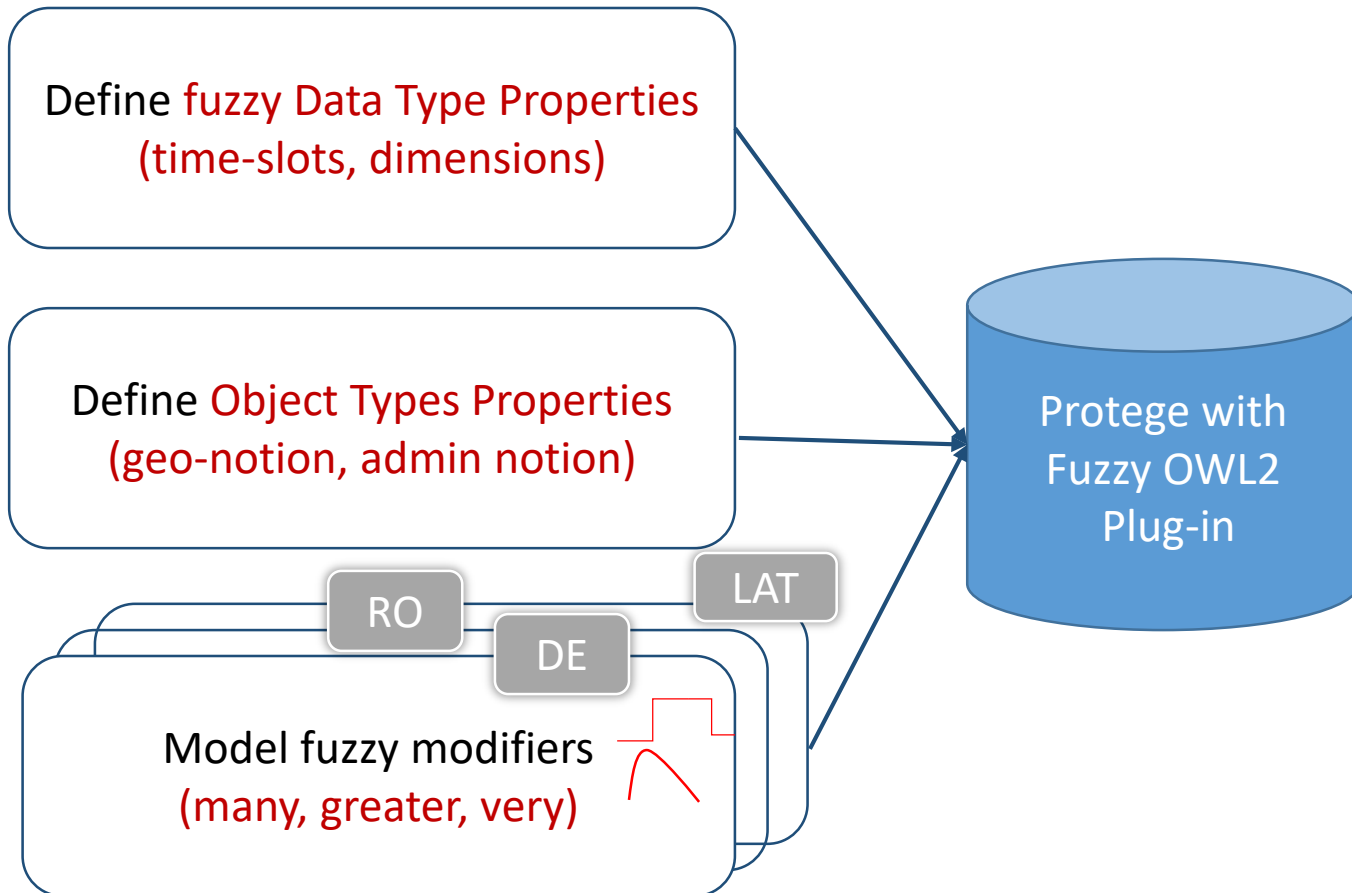 Define fuzzy Data Type Properties
(time-slots, dimensions)
Define Object Types Properties
(geo-notion, admin notion)
RO
DE
LAT
Model fuzzy modifiers
(many, greater, very)
Protege with
Fuzzy OWL2
Plug-in